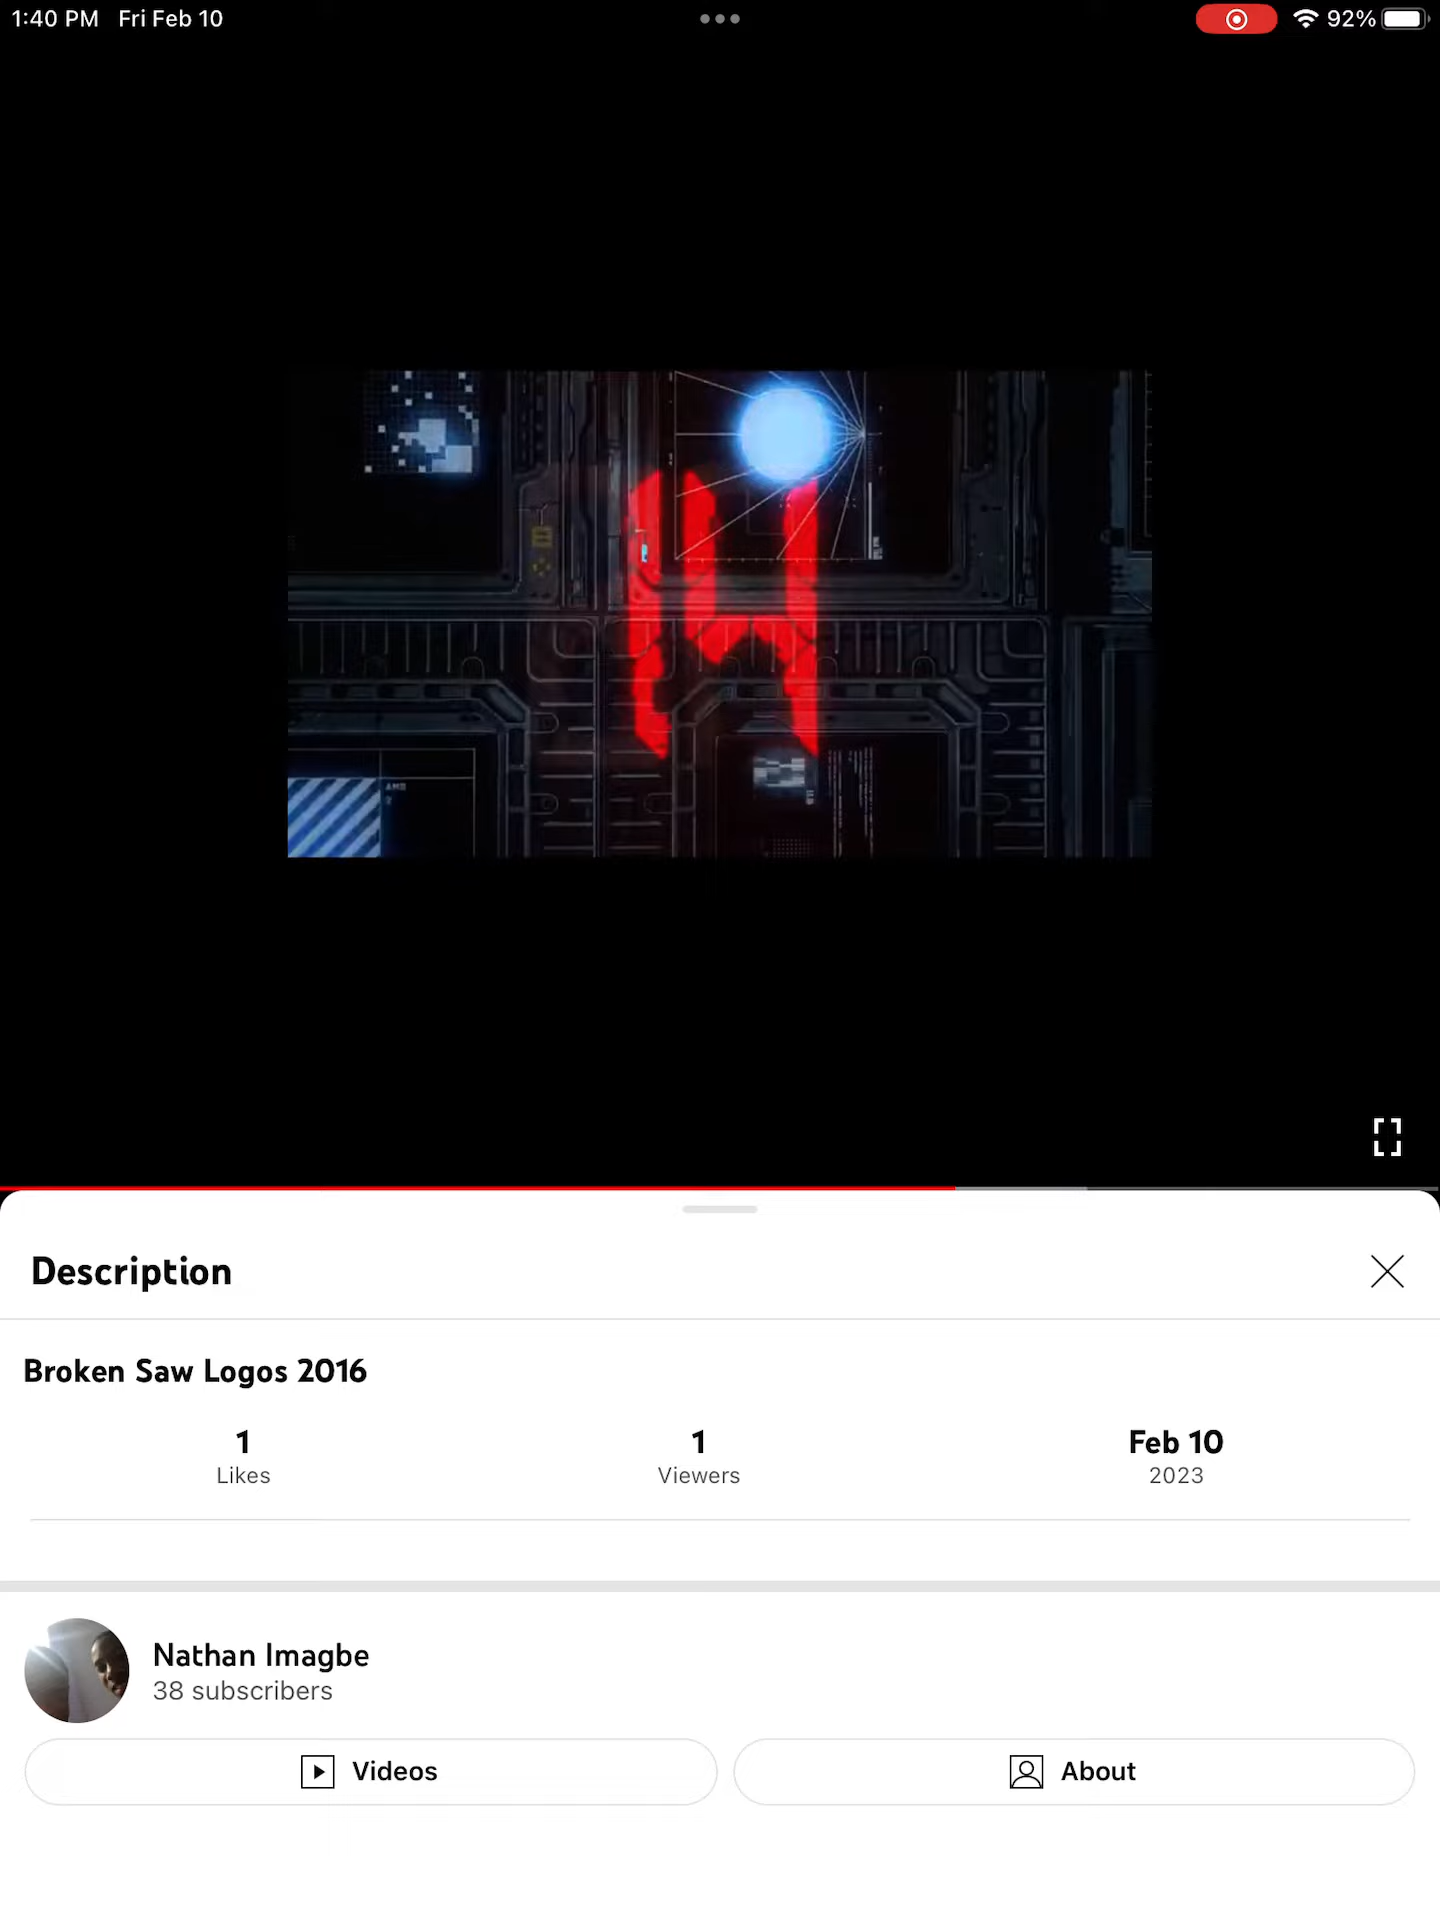 1:40 PM Fri Feb 10
92%
Description
Broken Saw Logos 2016
1
Likes
1
Viewers
Feb 10
2023
Nathan Imagbe
38 subscribers
Videos
About